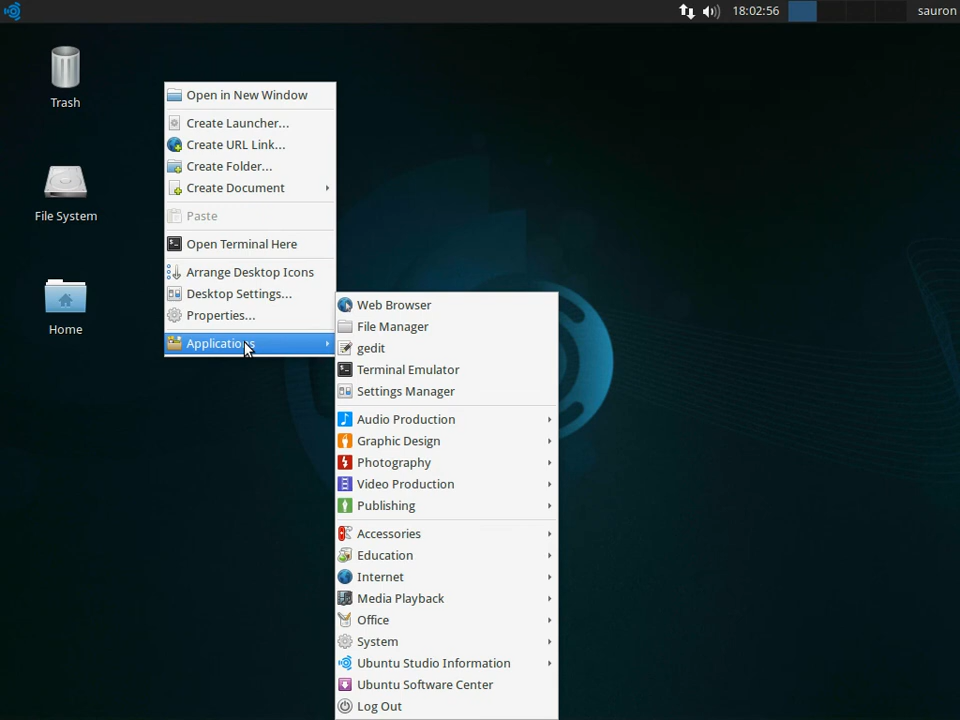 18:02:56
sauron
Trash
File System
Home
Open in New Window
Create Launcher...
Create URL Link...
Create Folder...
Create Document
Paste
Open Terminal Here
Arrange Desktop Icons
Desktop Settings...
Properties...
Applications
Web Browser
File Manager
gedit
Terminal Emulator
Settings Manager
Audio Production
Graphic Design
Photography
Video Production
Publishing
Accessories
Education
Internet
Media Playback
Office
System
Ubuntu Studio Information
Ubuntu Software Center
Log Out